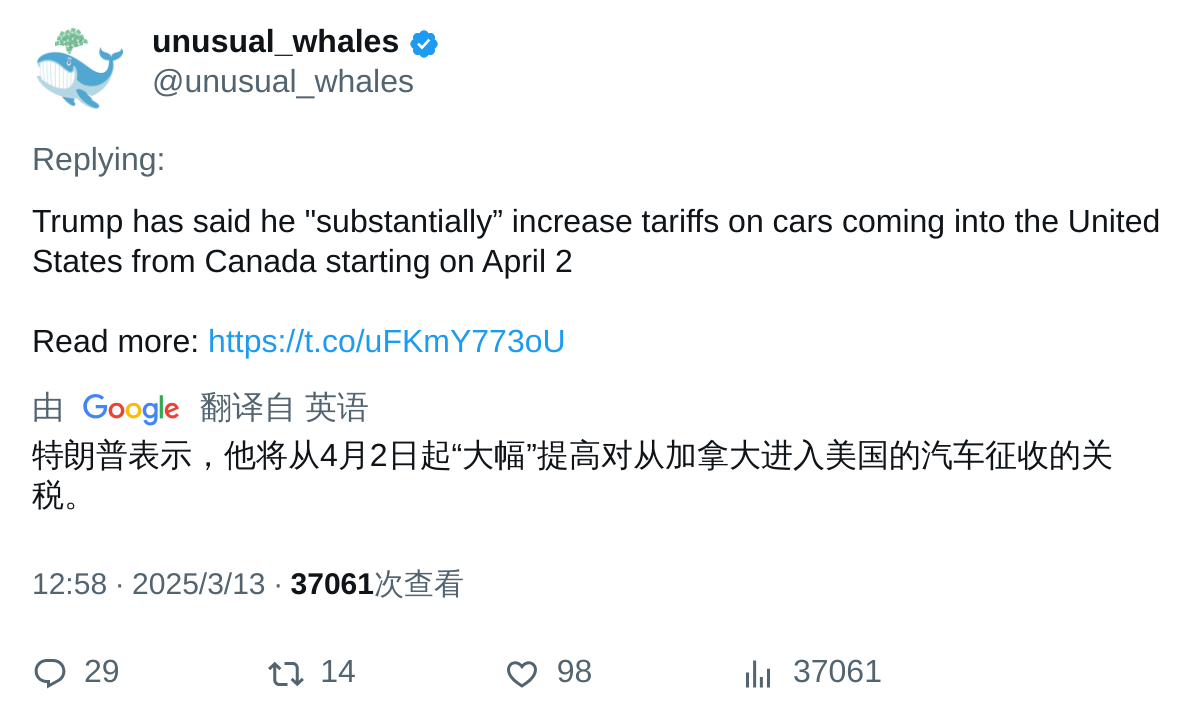 unusual_whales
@unusual_whales
Replying:
Trump has said he "substantially” increase tariffs on cars coming into the United
States from Canada starting on April 2
Read more: https://t.co/uFKmY773oU
由 Google 翻译自 英语
特朗普表示，他将从4月2日起“大幅”提高对从加拿大进入美国的汽车征收的关
税。
12:58 · 2025/3/13 · 37061次查看
29 14 98 37061